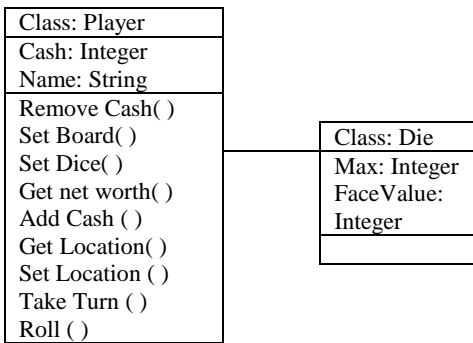 Class: Player
Cash: Integer
Name: String
Remove Cash( )
Set Board( )
Set Dice( )
Get net worth( )
Add Cash ( )
Get Location( )
Set Location ( )
Take Turn ( )
Roll ( )
Class: Die
Max: Integer
FaceValue:
Integer